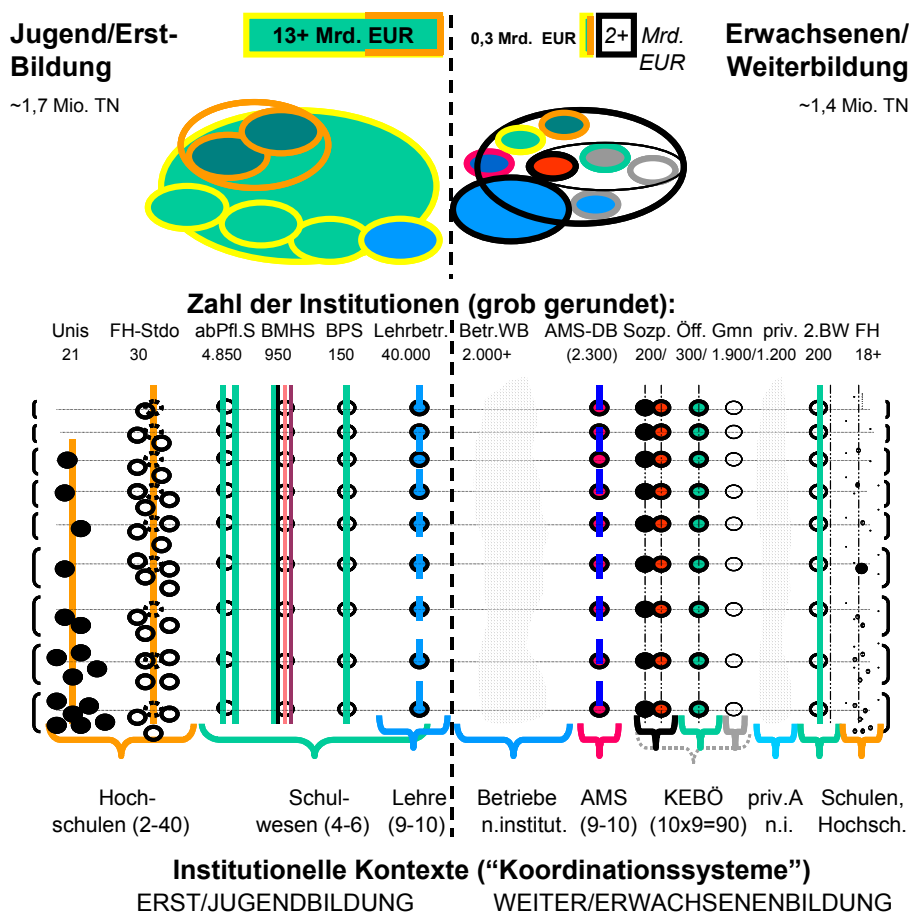 Jugend/Erst-
Bildung
~1,7 Mio. TN
13+ Mrd. EUR
0,3 Mrd. EUR 2+ Mrd.
EUR
Erwachsenen/
Weiterbildung
~1,4 Mio. TN
Zahl der Institutionen (grob gerundet):
Unis FH-Stdo abPfl.S BMHS BPS Lehrbetr. Betr.WB AMS-DB Sozp. Öff. Gmn priv. 2.BW FH
21 30 4.850 950 150 40.000 2.000+ (2.300) 200/ 300/ 1.900/1.200 200 18+
Hoch-
schulen (2-40)
Schul-
wesen (4-6)
Lehre
(9-10)
Betriebe
n.institut.
AMS
(9-10)
KEBÖ
(10x9=90)
priv.A
n.i.
Schulen,
Hochsch.
Institutionelle Kontexte (“Koordinationssysteme”)
ERST/JUGENDBILDUNG WEITER/ERWACHSENENBILDUNG